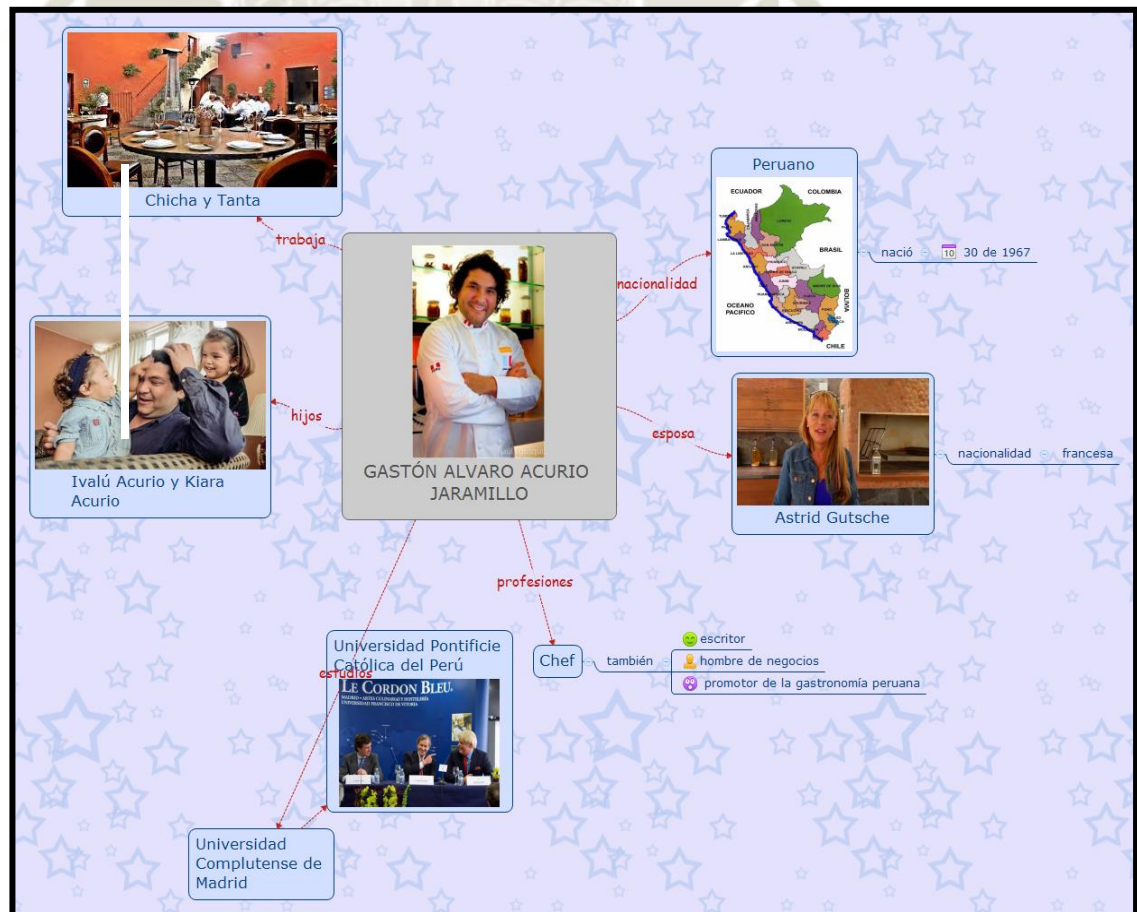 Chicha y Tanta
trabaja
Peruano
ECUADOR
COLOMBIA
BRASIL
OCEANO
PACIFICO
BOLIVIA
CHILE
nació
10
30 de 1967
nacionalidad
GASTÓN ALVARO ACURIO
JARAMILLO
hijos
Ivalú Acurio y Kiara
Acurio
esposa
Astrid Gutsche
nacionalidad
francesa
profesiones
Chef
también
escritor
hombre de negocios
promotor de la gastronomía peruana
estudios
Universidad Pontificie
Católica del Perú
LE CORDON BLEU
Universidad
Complutense de
Madrid